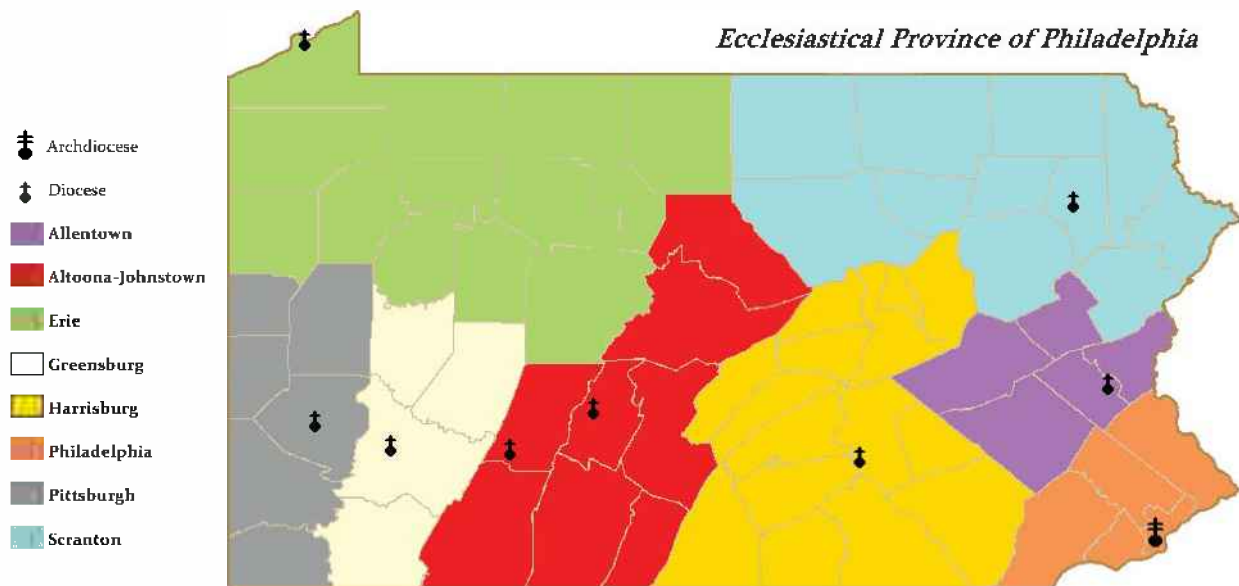 Ecclesiastical Province of Philadelphia
Archdiocese
Diocese
Allentown
Altoona-Johnstown
Erie
Greensburg
Harrisburg
Philadelphia
Pittsburgh
Scranton